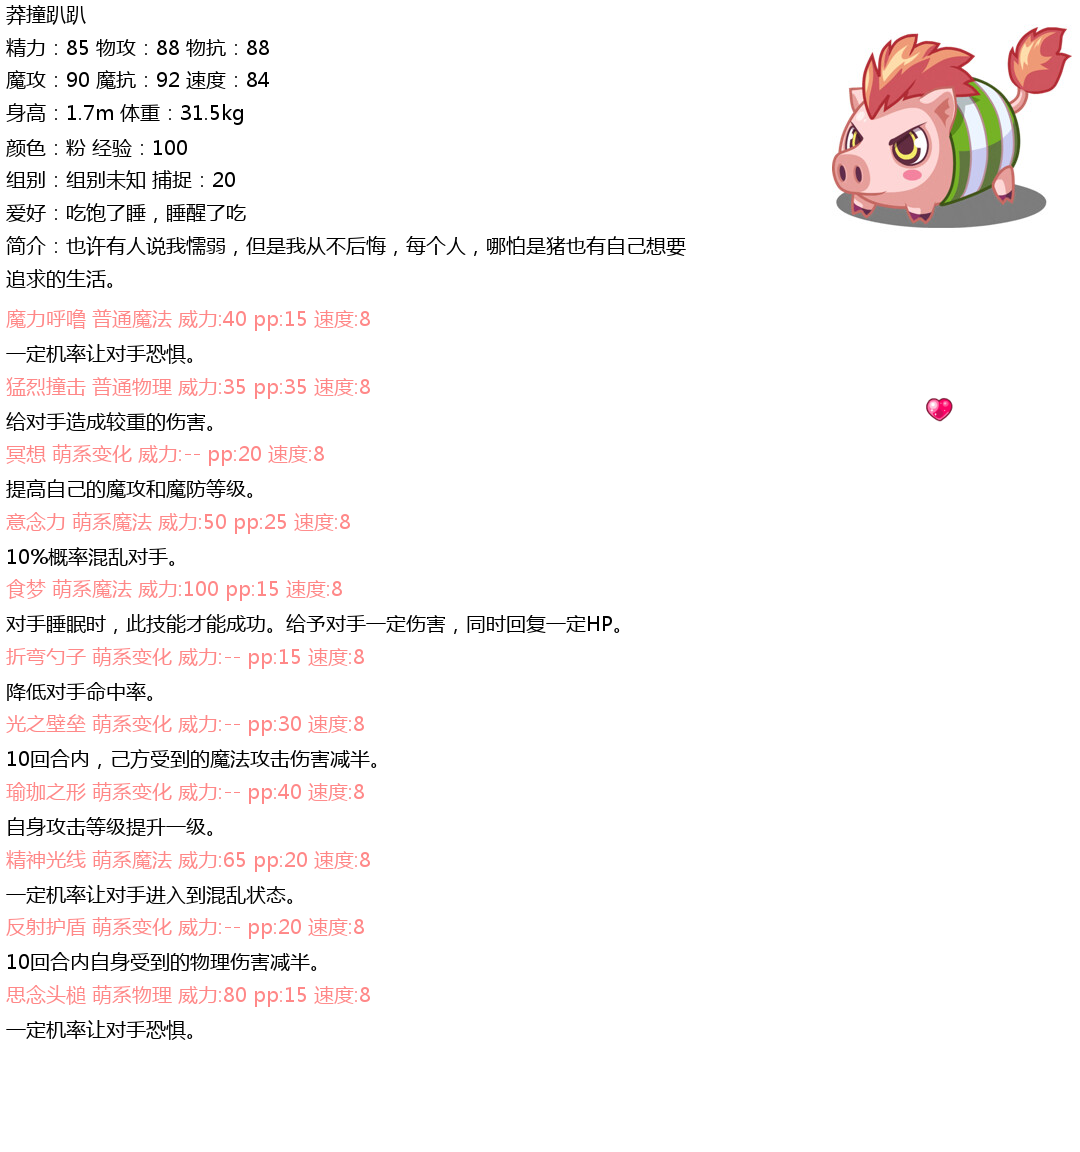 莽撞趴趴
精力：85 物攻：88 物抗：88
魔攻：90 魔抗：92 速度：84
身高：1.7m 体重：31.5kg
颜色：粉 经验：100
组别：组别未知 捕捉：20
爱好：吃饱了睡，睡醒了吃
简介：也许有人说我懦弱，但是我从不后悔，每个人，哪怕是猪也有自己想要
追求的生活。
魔力呼噜 普通魔法 威力:40 pp:15 速度:8
一定机率让对手恐惧。
猛烈撞击 普通物理 威力:35 pp:35 速度:8
给对手造成较重的伤害。
冥想 萌系变化 威力:-- pp:20 速度:8
提高自己的魔攻和魔防等级。
意念力 萌系魔法 威力:50 pp:25 速度:8
10%概率混乱对手。
食梦 萌系魔法 威力:100 pp:15 速度:8
对手睡眠时，此技能才能成功。给予对手一定伤害，同时回复一定HP。
折弯勺子 萌系变化 威力:-- pp:15 速度:8
降低对手命中率。
光之壁垒 萌系变化 威力:-- pp:30 速度:8
10回合内，己方受到的魔法攻击伤害减半。
瑜珈之形 萌系变化 威力:-- pp:40 速度:8
自身攻击等级提升一级。
精神光线 萌系魔法 威力:65 pp:20 速度:8
一定机率让对手进入到混乱状态。
反射护盾 萌系变化 威力:-- pp:20 速度:8
10回合内自身受到的物理伤害减半。
思念头槌 萌系物理 威力:80 pp:15 速度:8
一定机率让对手恐惧。